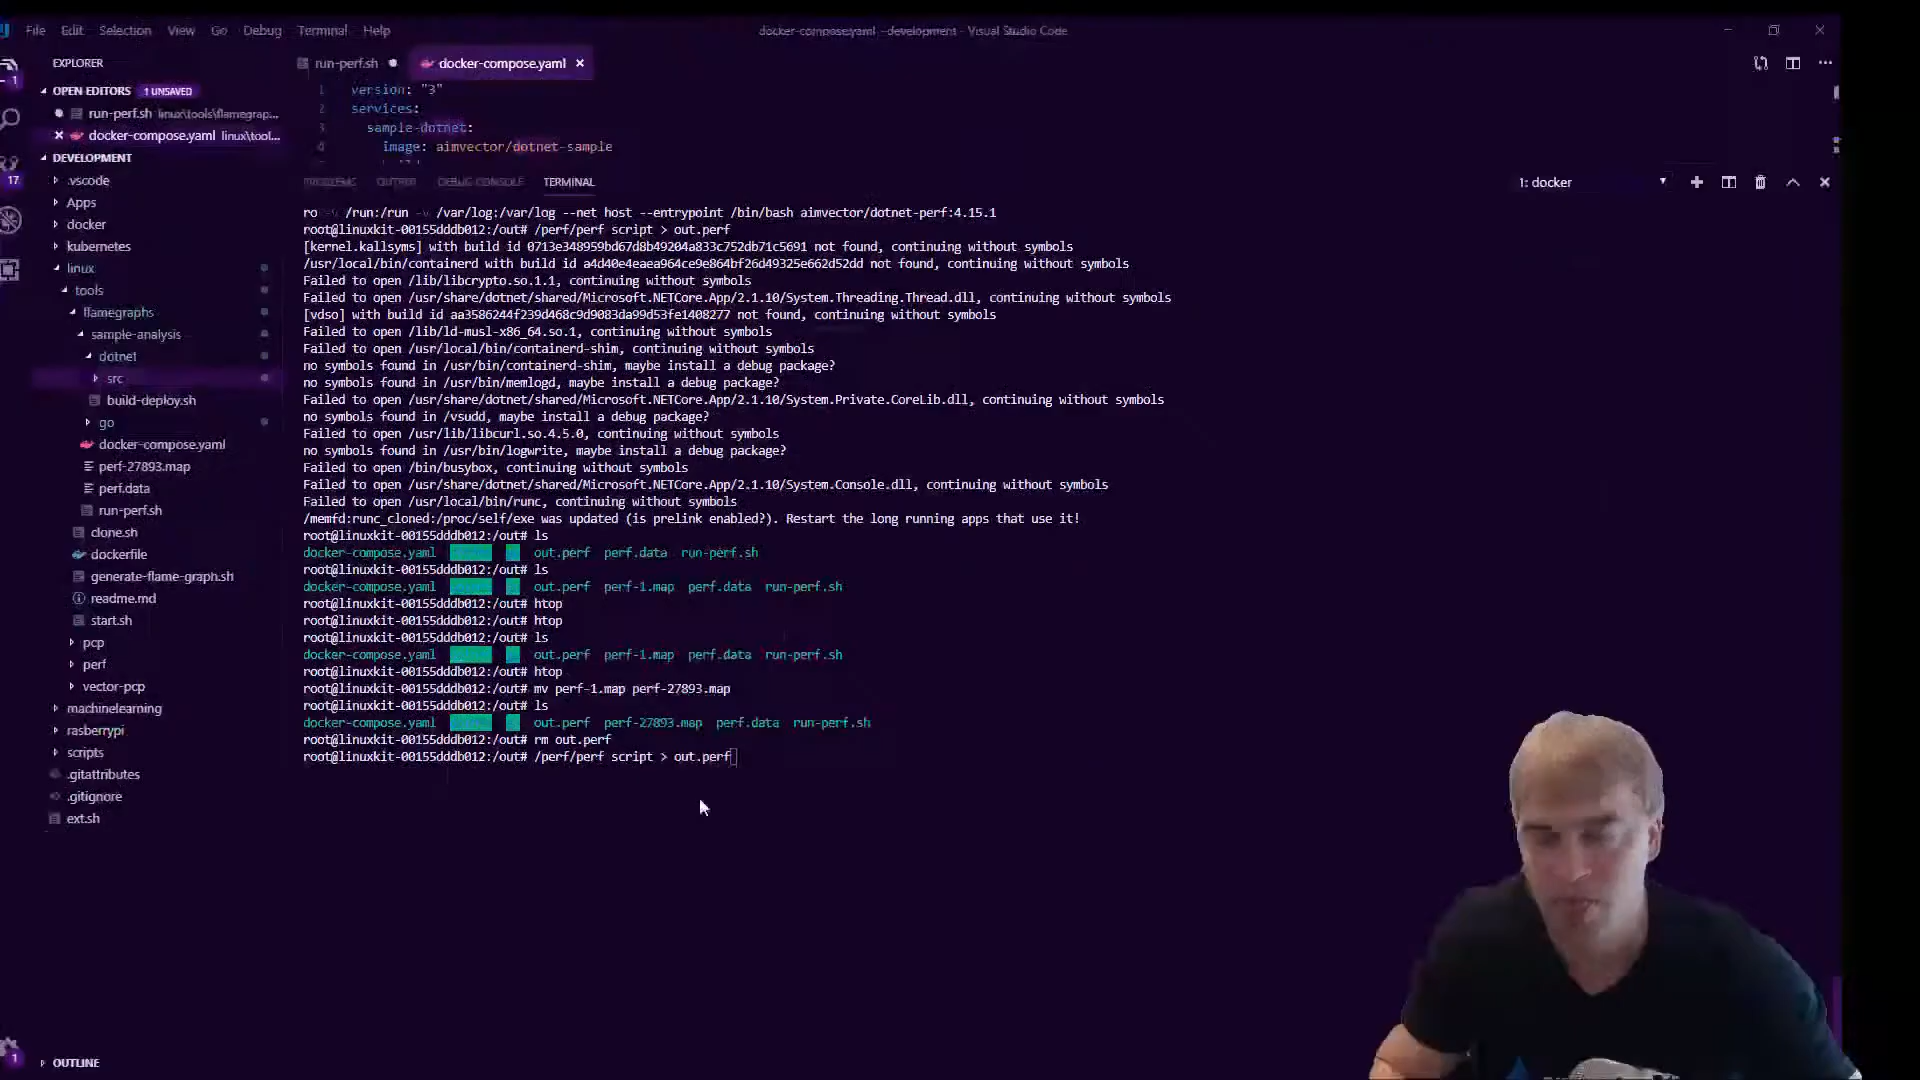 File Edit Selection View Go Debug Terminal Help
docker-compose.yaml - development - Visual Studio Code
EXPLORER
OPEN EDITORS 1 UNSAVED
run-perf.sh linux\tools\flamegrap...
docker-compose.yaml linux\tool...
DEVELOPMENT
.vscode
Apps
docker
kubernetes
linux
tools
flamegraphs
sample-analysis
dotnet
src
build-deploy.sh
go
docker-compose.yaml
perf-27893.map
perf.data
run-perf.sh
clone.sh
dockerfile
generate-flame-graph.sh
readme.md
start.sh
pcp
perf
vector-pcp
machinelearning
rasberrypi
scripts
.gitattributes
.gitignore
ext.sh
OUTLINE
1
17
1
run-perf.sh docker-compose.yaml
1 version: "3"
2 services:
3 sample-dotnet:
4 image: aimvector/dotnet-sample
PROBLEMS OUTPUT DEBUG CONSOLE TERMINAL
1: docker
ro -v /run:/run -v /var/log:/var/log --net host --entrypoint /bin/bash aimvector/dotnet-perf:4.15.1
root@linuxkit-00155dddb012:/out# /perf/perf script > out.perf
[kernel.kallsyms] with build id 0713e348959bd67d8b49204a833c752db71c5691 not found, continuing without symbols
/usr/local/bin/containerd with build id a4d40e4eaea964ce9e864bf26d49325e662d52dd not found, continuing without symbols
Failed to open /lib/libcrypto.so.1.1, continuing without symbols
Failed to open /usr/share/dotnet/shared/Microsoft.NETCore.App/2.1.10/System.Threading.Thread.dll, continuing without symbols
[vdso] with build id aa3586244f239d468c9d9083da99d53fe1408277 not found, continuing without symbols
Failed to open /lib/ld-musl-x86_64.so.1, continuing without symbols
Failed to open /usr/local/bin/containerd-shim, continuing without symbols
no symbols found in /usr/bin/containerd-shim, maybe install a debug package?
no symbols found in /usr/bin/memlogd, maybe install a debug package?
Failed to open /usr/share/dotnet/shared/Microsoft.NETCore.App/2.1.10/System.Private.CoreLib.dll, continuing without symbols
no symbols found in /vsudd, maybe install a debug package?
Failed to open /usr/lib/libcurl.so.4.5.0, continuing without symbols
no symbols found in /usr/bin/logwrite, maybe install a debug package?
Failed to open /bin/busybox, continuing without symbols
Failed to open /usr/share/dotnet/shared/Microsoft.NETCore.App/2.1.10/System.Console.dll, continuing without symbols
Failed to open /usr/local/bin/runc, continuing without symbols
/memfd:runc_cloned:/proc/self/exe was updated (is prelink enabled?). Restart the long running apps that use it!
root@linuxkit-00155dddb012:/out# ls
docker-compose.yaml out.perf perf.data run-perf.sh
root@linuxkit-00155dddb012:/out# ls
docker-compose.yaml out.perf perf-1.map perf.data run-perf.sh
root@linuxkit-00155dddb012:/out# htop
root@linuxkit-00155dddb012:/out# htop
root@linuxkit-00155dddb012:/out# ls
docker-compose.yaml out.perf perf-1.map perf.data run-perf.sh
root@linuxkit-00155dddb012:/out# htop
root@linuxkit-00155dddb012:/out# mv perf-1.map perf-27893.map
root@linuxkit-00155dddb012:/out# ls
docker-compose.yaml out.perf perf-27893.map perf.data run-perf.sh
root@linuxkit-00155dddb012:/out# rm out.perf
root@linuxkit-00155dddb012:/out# /perf/perf script > out.perf